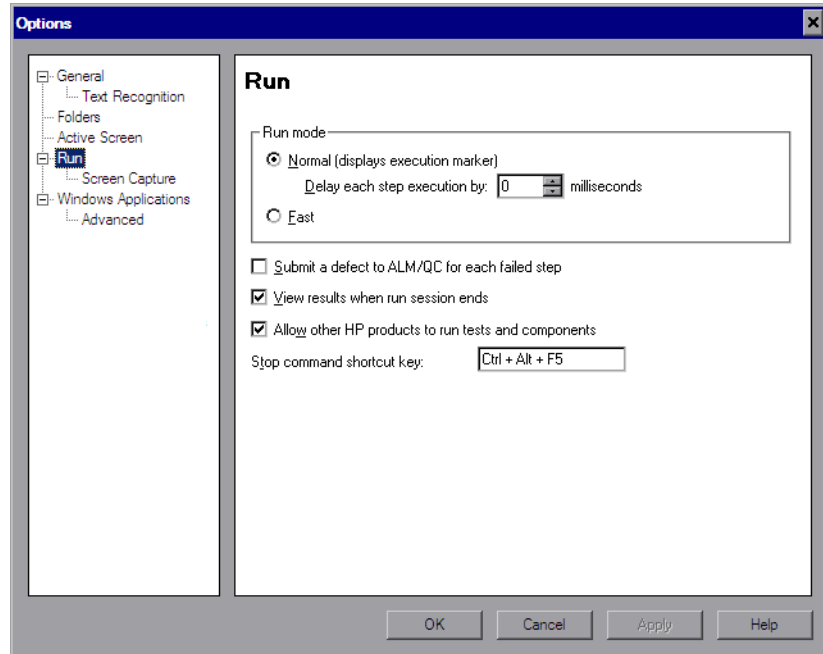 Options
General
Text Recognition
Folders
Active Screen
Run
Screen Capture
Windows Applications
Advanced
Run
Run mode
Normal (displays execution marker)
Delay each step execution by: 0 milliseconds
Fast
Submit a defect to ALM/QC for each failed step
View results when run session ends
Allow other HP products to run tests and components
Stop command shortcut key: Ctrl + Alt + F5
OK Cancel Apply Help